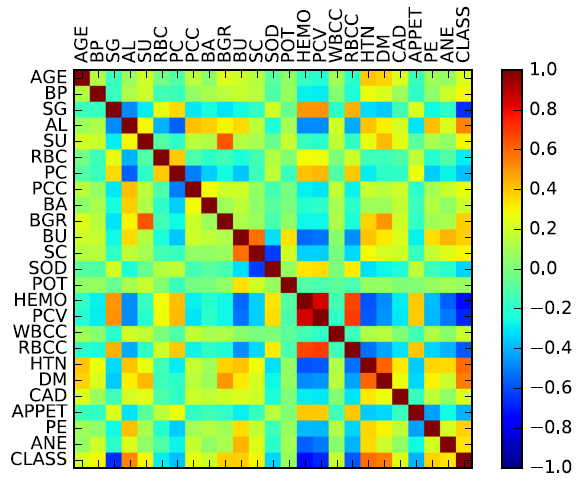 AGE BP SG AL SU RBC PC PCC BA BGR BU SC SOD POT HEMO PCV WBCC RBCC HTN DM CAD APPET PE ANE CLASS
AGE
BP
SG
AL
SU
RBC
PC
PCC
BA
BGR
BU
SC
SOD
POT
HEMO
PCV
WBCC
RBCC
HTN
DM
CAD
APPET
PE
ANE
CLASS
1.0
0.8
0.6
0.4
0.2
0.0
−0.2
−0.4
−0.6
−0.8
−1.0